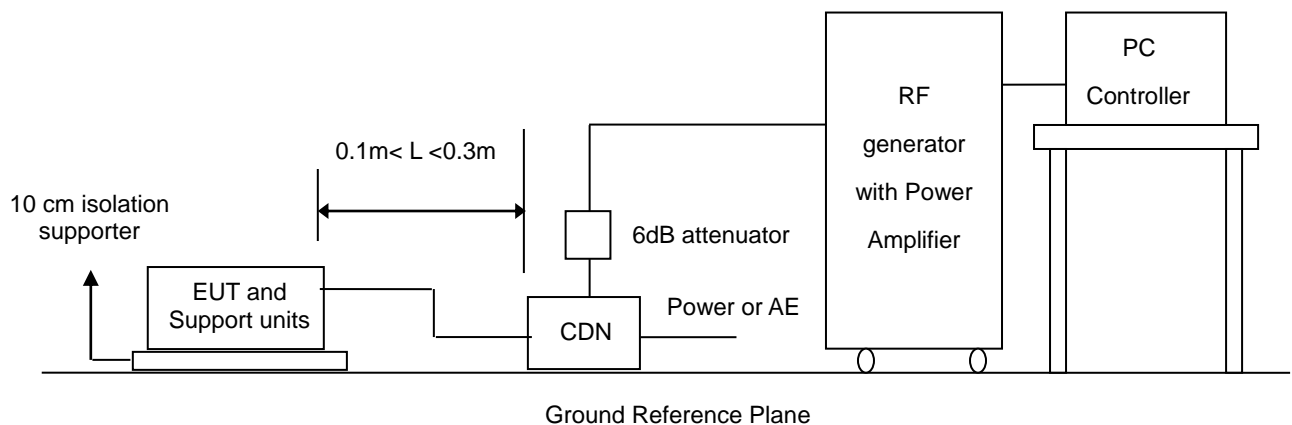 PC
Controller
RF
generator
with Power
Amplifier
0.1m< L <0.3m
10 cm isolation
supporter
6dB attenuator
EUT and
Support units
CDN
Power or AE
Ground Reference Plane